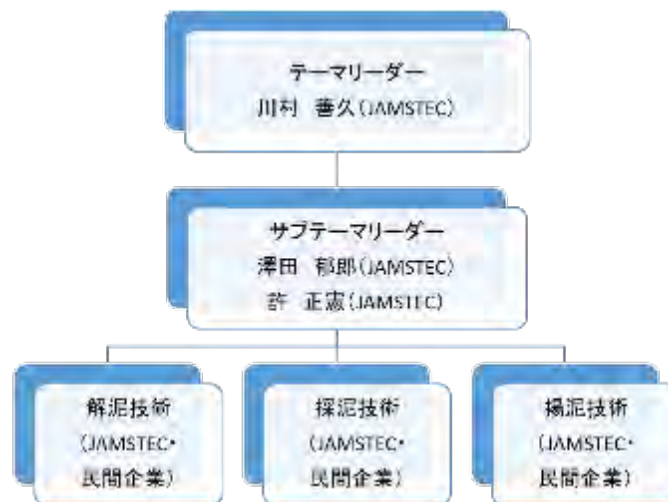 テーマリーダー
川村 善久(JAMSTEC)
サブテーマリーダー
澤田 郁郎(JAMSTEC)
許 正憲(JAMSTEC)
解泥技術
(JAMSTEC・
民間企業)
採泥技術
(JAMSTEC・
民間企業)
揚泥技術
(JAMSTEC・
民間企業)